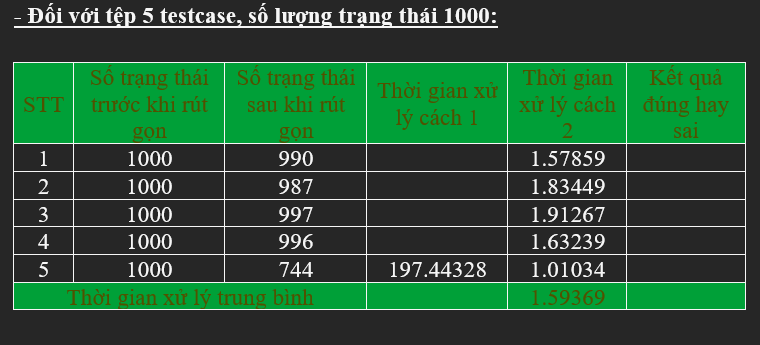 - Đối với tệp 5 testcase, số lượng trạng thái 1000:
STT Số trạng thái trước khi rút gọn Số trạng thái sau khi rút gọn Thời gian xử lý cách 1 Thời gian xử lý cách 2 Kết quả đúng hay sai
1 1000 990 1.57859
2 1000 987 1.83449
3 1000 997 1.91267
4 1000 996 1.63239
5 1000 744 197.44328 1.01034
Thời gian xử lý trung bình 1.59369